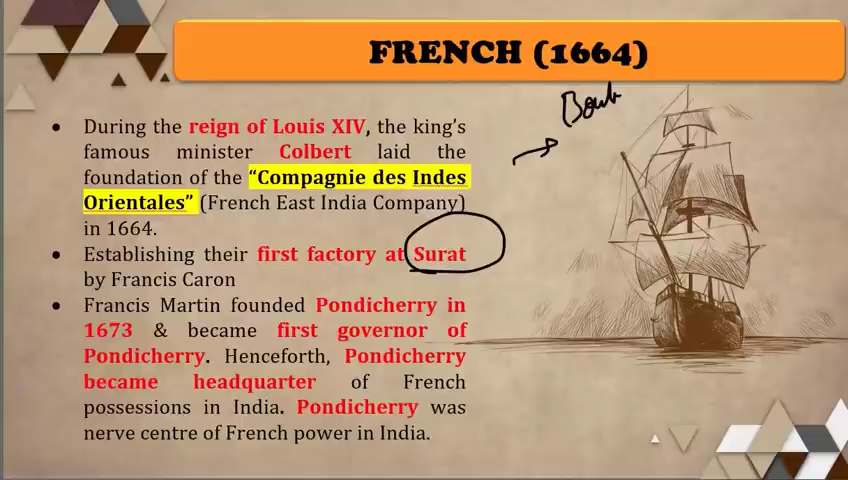 FRENCH (1664)
• During the reign of Louis XIV, the king's
famous minister Colbert laid the
foundation of the “Compagnie des Indes
Orientales” (French East India Company)
in 1664.
• Establishing their first factory at Surat
by Francis Caron
• Francis Martin founded Pondicherry in
1673 & became first governor of
Pondicherry. Henceforth, Pondicherry
became headquarter of French
possessions in India. Pondicherry was
nerve centre of French power in India.